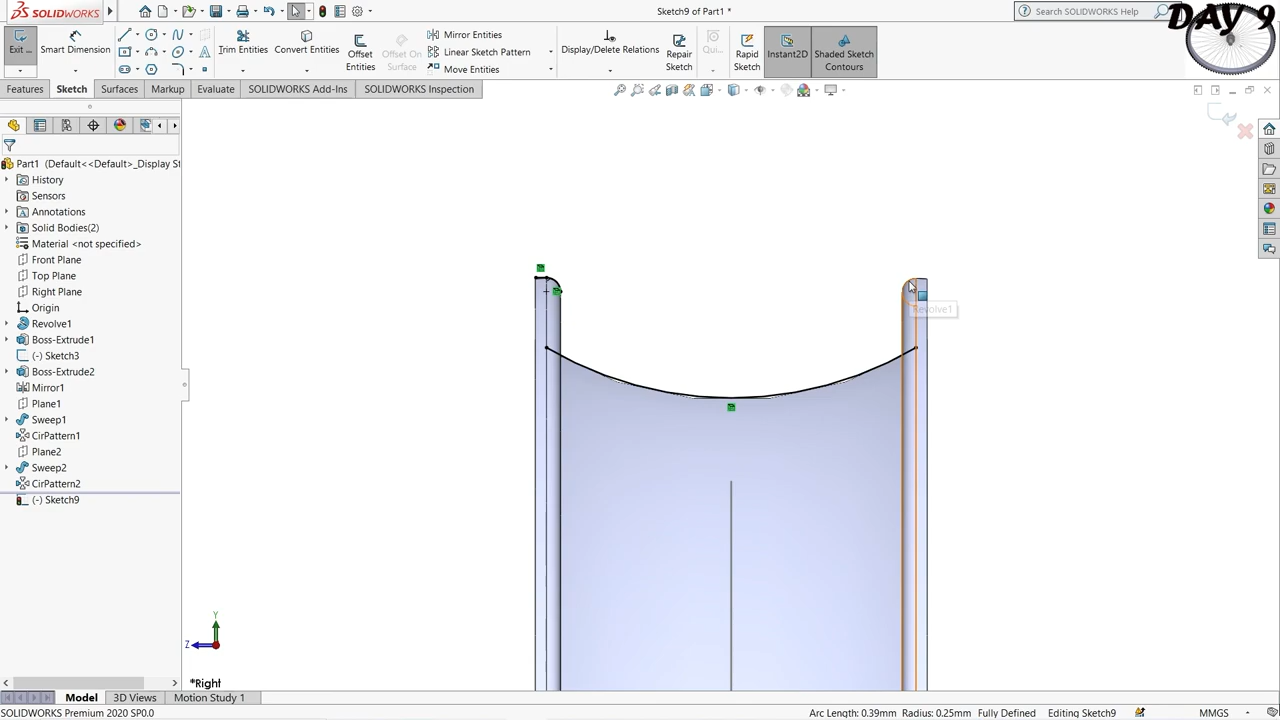 SOLIDWORKS
Sketch9 of Part1 *
Search SOLIDWORKS Help
DAY 9
Exit ...
Smart Dimension
Trim Entities
Convert Entities
Offset Entities
Offset On Surface
Mirror Entities
Linear Sketch Pattern
Move Entities
Display/Delete Relations
Repair Sketch
Qui...
Rapid Sketch
Instant2D
Shaded Sketch Contours
Features
Sketch
Surfaces
Markup
Evaluate
SOLIDWORKS Add-Ins
SOLIDWORKS Inspection
Part1 (Default<<Default>_Display St
History
Sensors
Annotations
Solid Bodies(2)
Material <not specified>
Front Plane
Top Plane
Right Plane
Origin
Revolve1
Boss-Extrude1
(-) Sketch3
Boss-Extrude2
Mirror1
Plane1
Sweep1
CirPattern1
Plane2
Sweep2
CirPattern2
(-) Sketch9
Revolve1
Y
Z
*Right
Model
3D Views
Motion Study 1
SOLIDWORKS Premium 2020 SP0.0
Arc Length: 0.39mm Radius: 0.25mm Fully Defined Editing Sketch9 MMGS